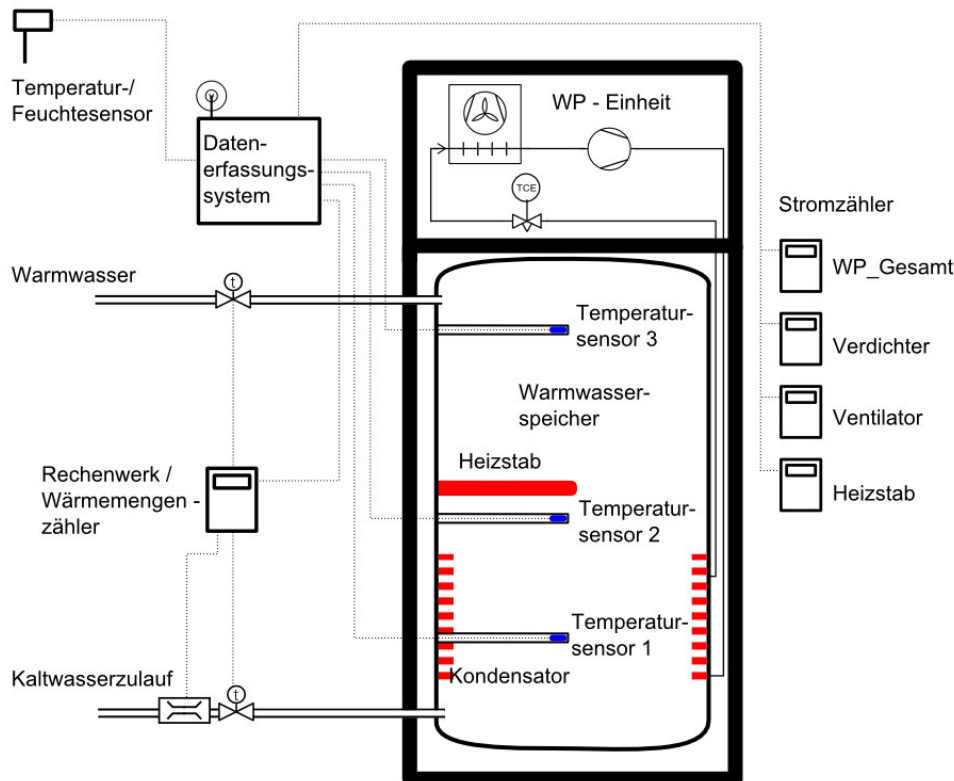 Temperatur-/
Feuchtesensor
Daten-
erfassungs-
system
WP - Einheit
TCE
Stromzähler
WP_Gesamt
Verdichter
Ventilator
Heizstab
Warmwasser
t
Temperatur-
sensor 3
Warmwasser-
speicher
Heizstab
Temperatur-
sensor 2
Rechenwerk /
Wärmemengen -
zähler
Temperatur-
sensor 1
Kondensator
Kaltwasserzulauf
t